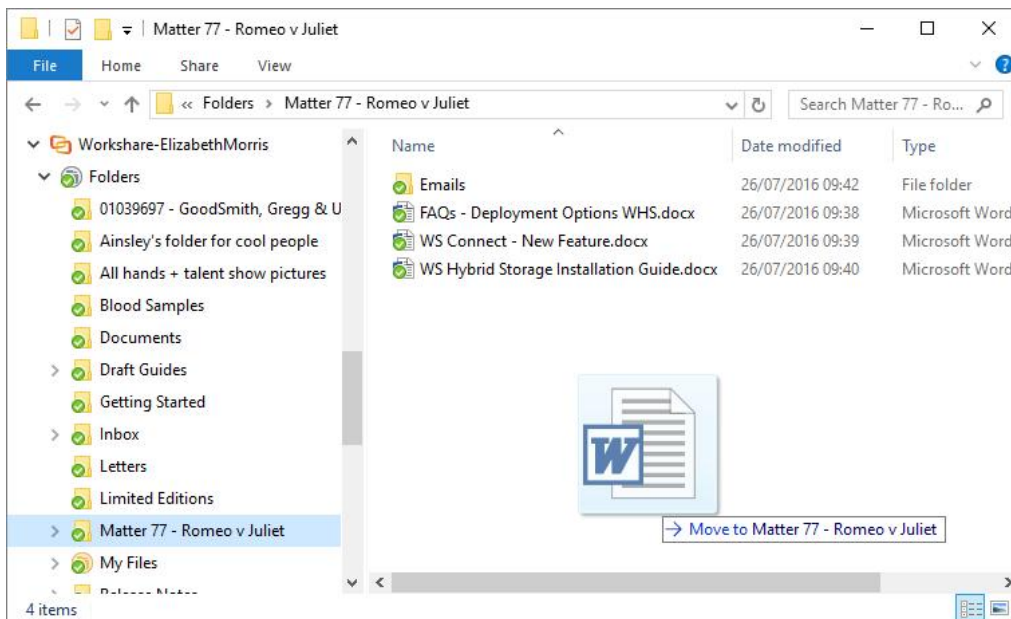 Matter 77 - Romeo v Juliet
File Home Share View
« Folders > Matter 77 - Romeo v Juliet
Search Matter 77 - Ro...
Workshare-ElizabethMorris
Folders
01039697 - GoodSmith, Gregg & U
Ainsley's folder for cool people
All hands + talent show pictures
Blood Samples
Documents
Draft Guides
Getting Started
Inbox
Letters
Limited Editions
Matter 77 - Romeo v Juliet
My Files
Release Notes
Name Date modified Type
Emails 26/07/2016 09:42 File folder
FAQs - Deployment Options WHS.docx 26/07/2016 09:38 Microsoft Word
WS Connect - New Feature.docx 26/07/2016 09:39 Microsoft Word
WS Hybrid Storage Installation Guide.docx 26/07/2016 09:40 Microsoft Word
W
Move to Matter 77 - Romeo v Juliet
4 items